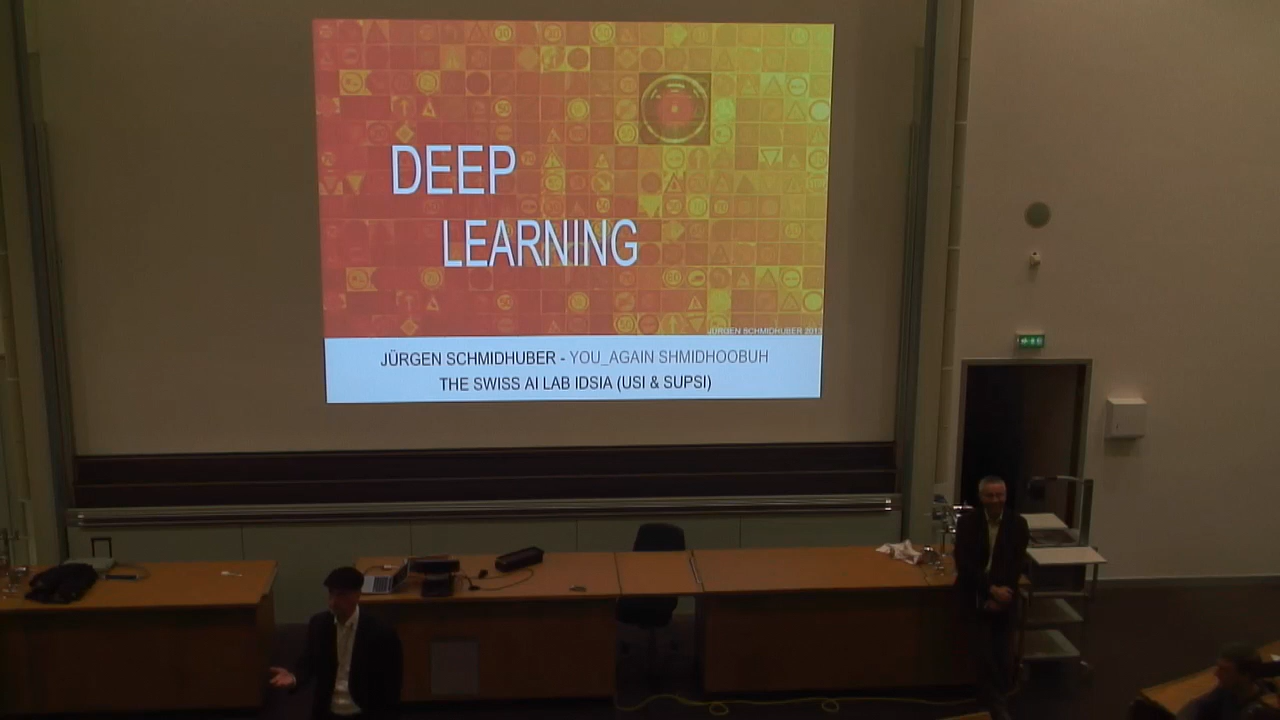 DEEP
LEARNING
JÜRGEN SCHMIDHUBER 2013
JÜRGEN SCHMIDHUBER - YOU_AGAIN SHMIDHOOBUH
THE SWISS AI LAB IDSIA (USI & SUPSI)